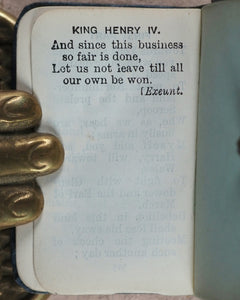 KING HENRY IV.
And since this business
so fair is done,
Let us not leave till all
our own be won.
[Exeunt.